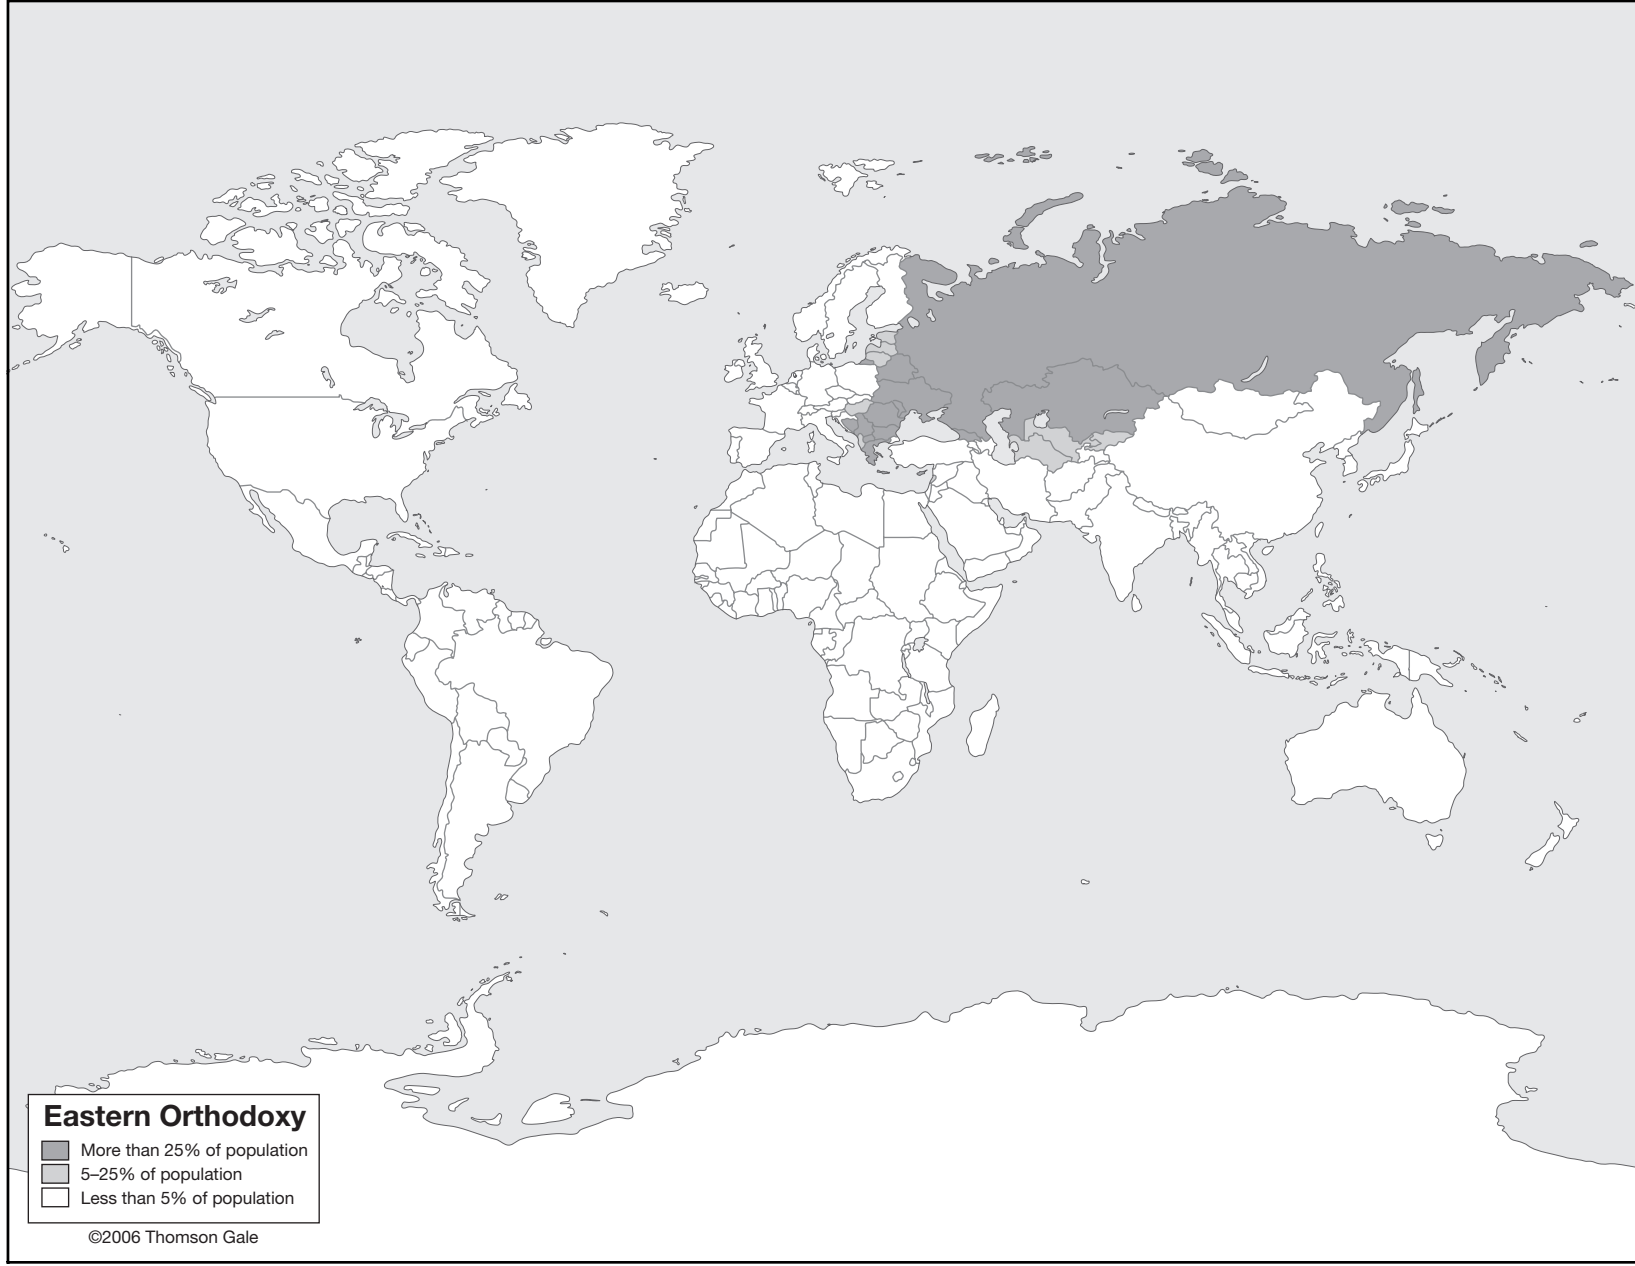 Eastern Orthodoxy
More than 25% of population
5–25% of population
Less than 5% of population
©2006 Thomson Gale